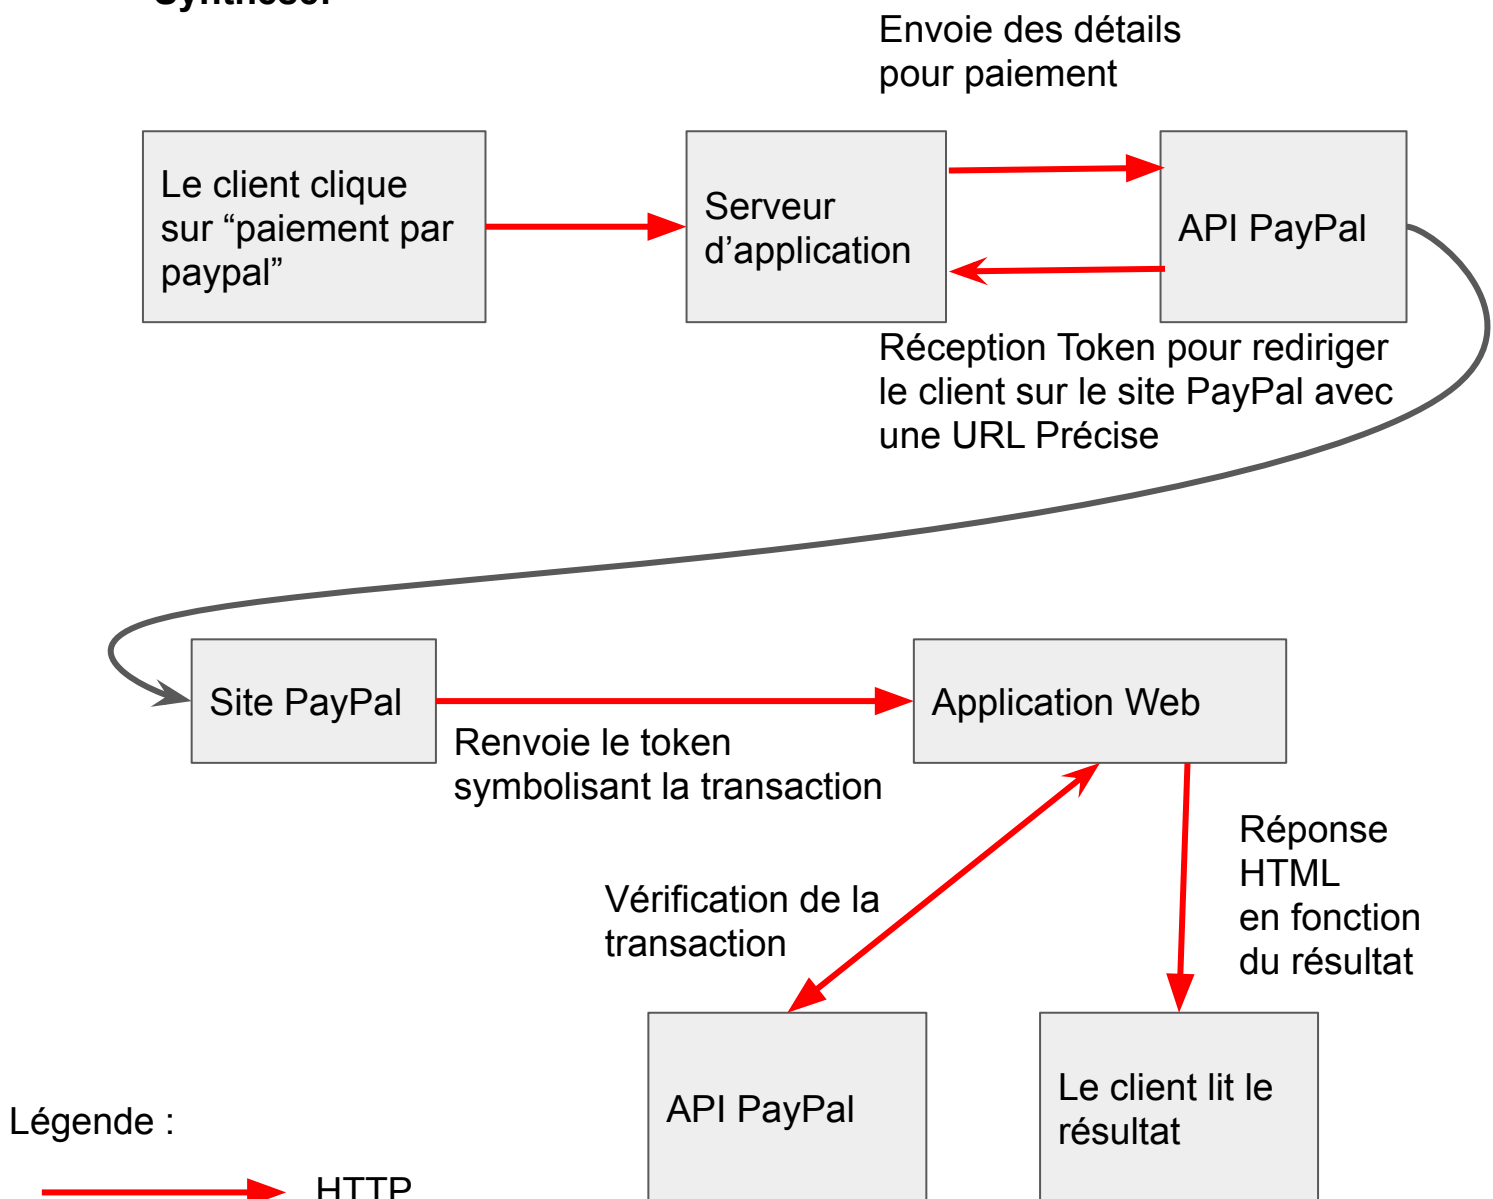 Synthèse:
Envoie des détails
pour paiement
Le client clique
sur “paiement par
paypal”
Serveur
d’application
API PayPal
Réception Token pour rediriger
le client sur le site PayPal avec
une URL Précise
Site PayPal
Renvoie le token
symbolisant la transaction
Application Web
Vérification de la
transaction
Réponse
HTML
en fonction
du résultat
API PayPal
Le client lit le
résultat
Légende :
HTTP